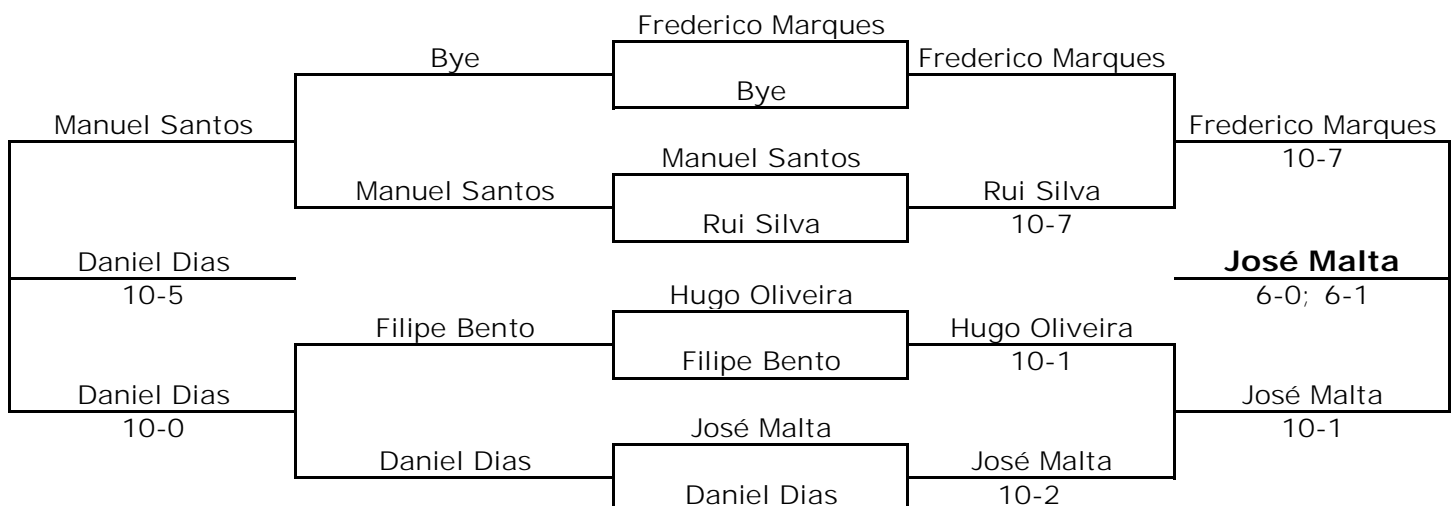 Frederico Marques
Bye
Frederico Marques
Bye
Manuel Santos
Frederico Marques
10-7
Manuel Santos
Manuel Santos
Rui Silva
Rui Silva
10-7
Daniel Dias
10-5
José Malta
6-0; 6-1
Hugo Oliveira
Filipe Bento
Hugo Oliveira
Filipe Bento
10-1
Daniel Dias
10-0
José Malta
10-1
José Malta
Daniel Dias
José Malta
Daniel Dias
10-2